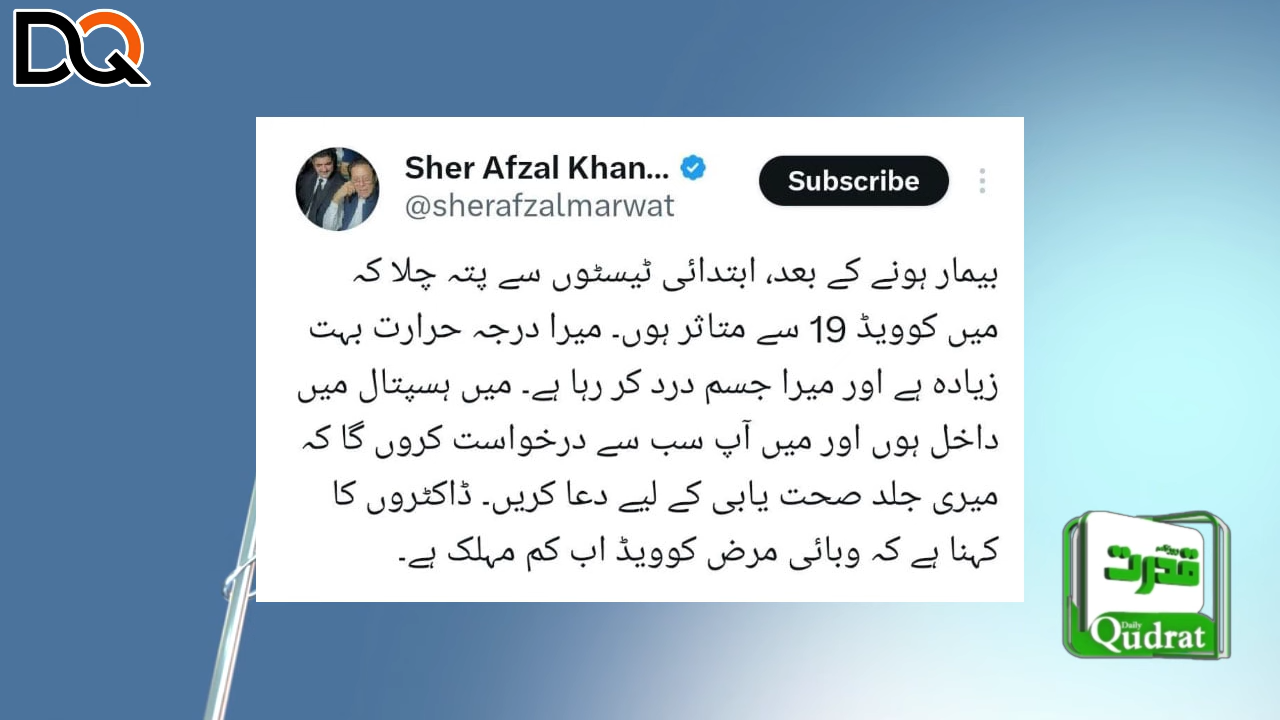 DQ
Sher Afzal Khan...
@sherafzalmarwat
Subscribe
بیمار ہونے کے بعد، ابتدائی ٹیسٹوں سے پتہ چلا کہ
میں کوویڈ 19 سے متاثر ہوں۔ میرا درجہ حرارت بہت
زیادہ ہے اور میرا جسم درد کر رہا ہے۔ میں ہسپتال میں
داخل ہوں اور میں آپ سب سے درخواست کروں گا کہ
میری جلد صحت یابی کے لیے دعا کریں۔ ڈاکٹروں کا
کہنا ہے کہ وبائی مرض کوویڈ اب کم مہلک ہے۔
قدرت
Daily
Qudrat